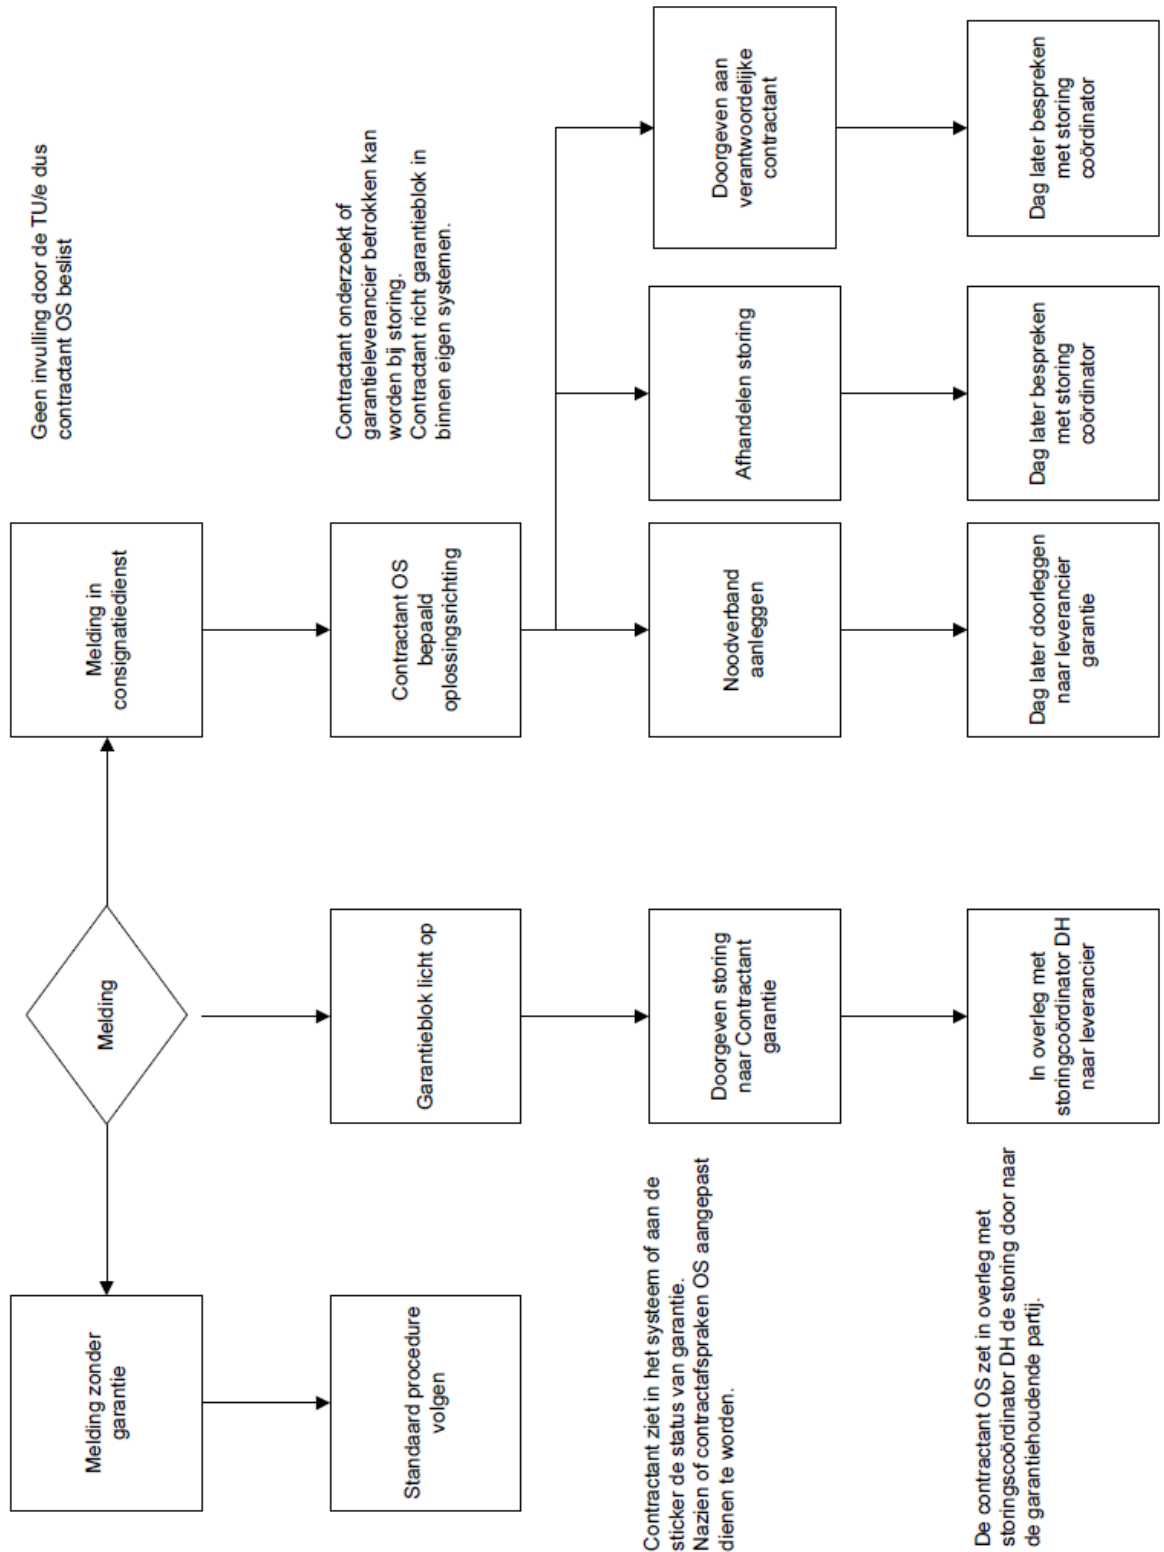 Melding zonder
garantie
Standaard procedure
volgen
Melding
Garantieblok licht op
Doorgeven storing
naar Contractant
garantie
In overleg met
storingcoördinator DH
naar leverancier
Contractant ziet in het systeem of aan de
sticker de status van garantie.
Nazien of contractafspraken OS aangepast
dienen te worden.
De contractant OS zet in overleg met
storingscoördinator DH de storing door naar
de garantiehoudende partij.
Melding in
consignatiedienst
Geen invulling door de TU/e dus
contractant OS beslist
Contractant OS
bepaald
oplossingsrichting
Contractant onderzoekt of
garantieleverancier betrokken kan
worden bij storing.
Contractant richt garantieblok in
binnen eigen systemen.
Noodverband
aanleggen
Afhandelen storing
Doorgeven aan
verantwoordelijke
contractant
Dag later doorleggen
naar leverancier
garantie
Dag later bespreken
met storing
coördinator
Dag later bespreken
met storing
coördinator